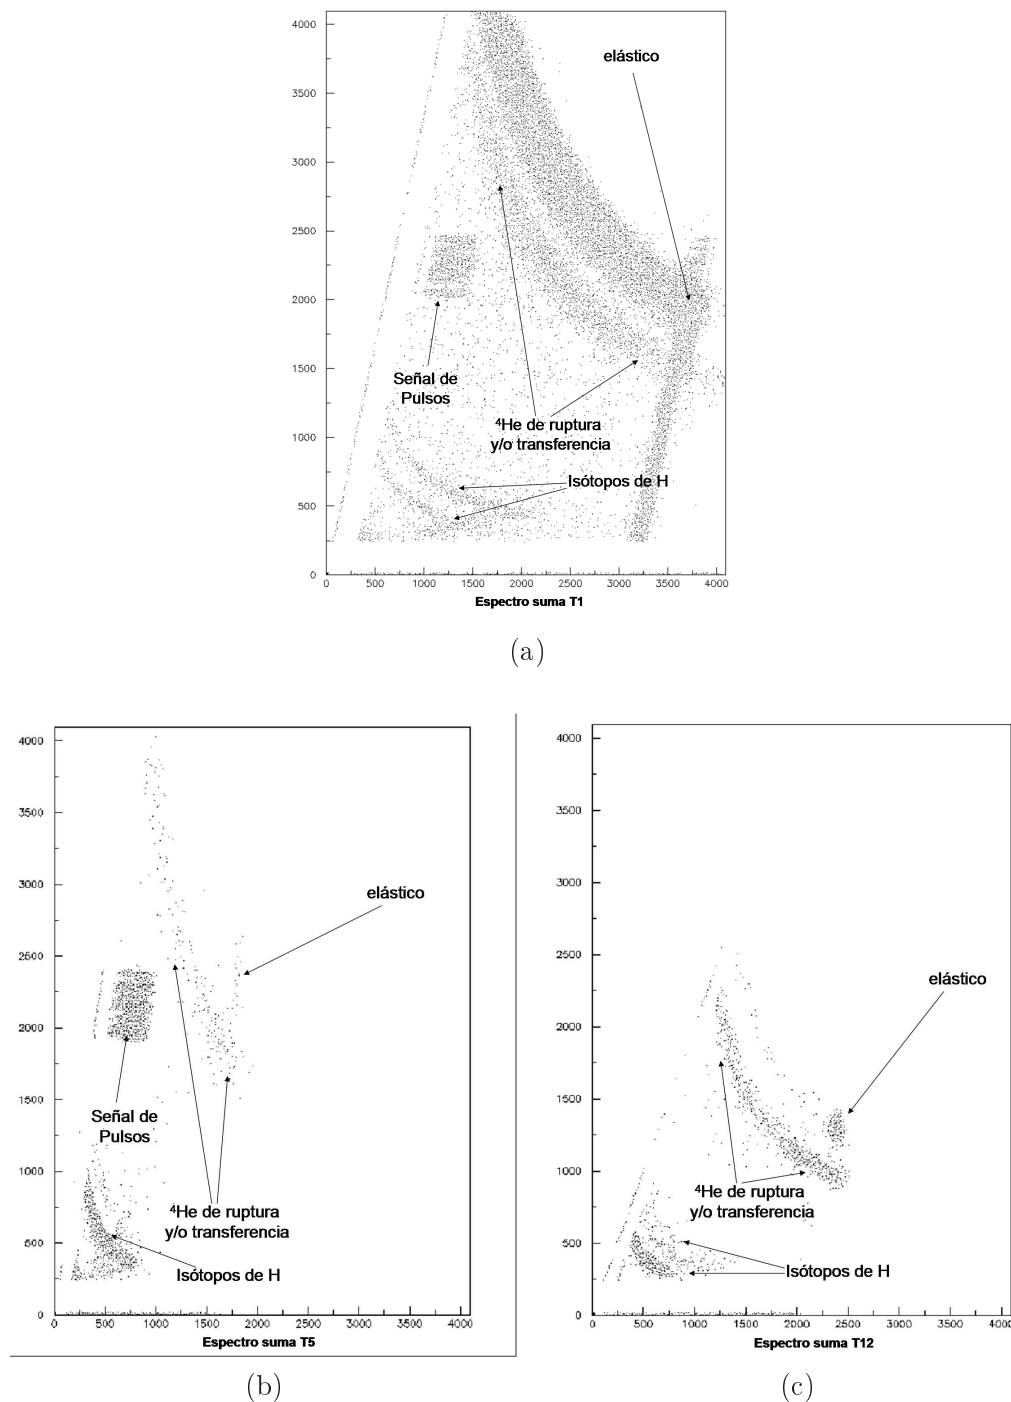 4000
elástico
3500
3000
2500
2000
Señal de
Pulsos
1500
⁴He de ruptura
y/o transferencia
1000
Isótopos de H
500
0
0 500 1000 1500 2000 2500 3000 3500 4000
Espectro suma T1
(a)
4000
3500
3000
elástico
2500
2000
1500
Señal de
Pulsos
1000
⁴He de ruptura
y/o transferencia
500
Isótopos de H
0
0 500 1000 1500 2000 2500 3000 3500 4000
Espectro suma T5
(b)
4000
3500
3000
2500
elástico
2000
1500
1000
⁴He de ruptura
y/o transferencia
500
Isótopos de H
0
0 500 1000 1500 2000 2500 3000 3500 4000
Espectro suma T12
(c)